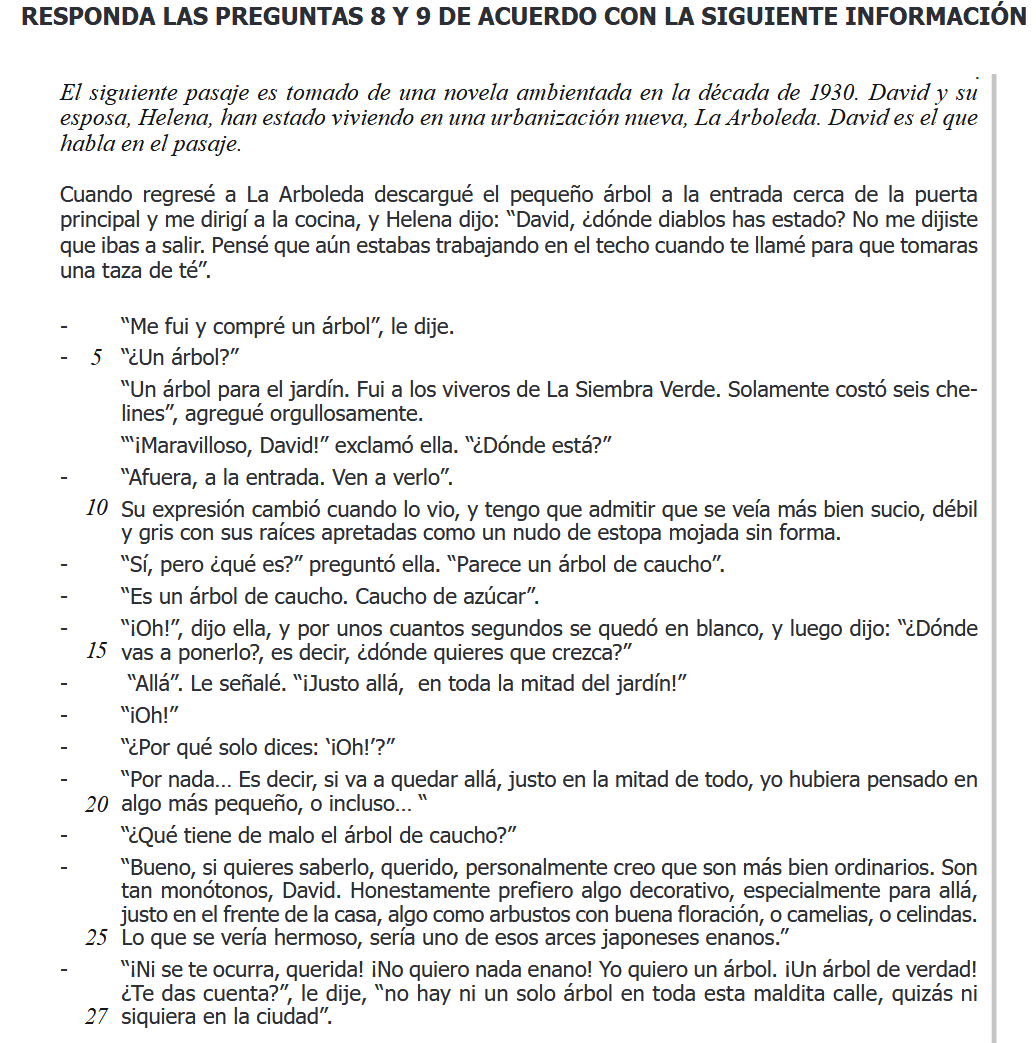 RESPONDA LAS PREGUNTAS 8 Y 9 DE ACUERDO CON LA SIGUIENTE INFORMACIÓN
El siguiente pasaje es tomado de una novela ambientada en la década de 1930. David y su
esposa, Helena, han estado viviendo en una urbanización nueva, La Arboleda. David es el que
habla en el pasaje.
Cuando regresé a La Arboleda descargué el pequeño árbol a la entrada cerca de la puerta
principal y me dirigí a la cocina, y Helena dijo: “David, ¿dónde diablos has estado? No me dijiste
que ibas a salir. Pensé que aún estabas trabajando en el techo cuando te llamé para que tomaras
una taza de té”.
- “Me fui y compré un árbol”, le dije.
- 5 “¿Un árbol?”
“Un árbol para el jardín. Fui a los viveros de La Siembra Verde. Solamente costó seis che-
lines”, agregué orgullosamente.
“‘¡Maravilloso, David!” exclamó ella. “¿Dónde está?”
- “Afuera, a la entrada. Ven a verlo”.
10 Su expresión cambió cuando lo vio, y tengo que admitir que se veía más bien sucio, débil
y gris con sus raíces apretadas como un nudo de estopa mojada sin forma.
- “Sí, pero ¿qué es?” preguntó ella. “Parece un árbol de caucho”.
- “Es un árbol de caucho. Caucho de azúcar”.
- “¡Oh!”, dijo ella, y por unos cuantos segundos se quedó en blanco, y luego dijo: “¿Dónde
15 vas a ponerlo?, es decir, ¿dónde quieres que crezca?”
- “Allá”. Le señalé. “¡Justo allá, en toda la mitad del jardín!”
- “¡Oh!”
- “¿Por qué solo dices: ‘¡Oh!’?”
- “Por nada... Es decir, si va a quedar allá, justo en la mitad de todo, yo hubiera pensado en
20 algo más pequeño, o incluso... “
- “¿Qué tiene de malo el árbol de caucho?”
- “Bueno, si quieres saberlo, querido, personalmente creo que son más bien ordinarios. Son
tan monótonos, David. Honestamente prefiero algo decorativo, especialmente para allá,
justo en el frente de la casa, algo como arbustos con buena floración, o camelias, o celindas.
25 Lo que se vería hermoso, sería uno de esos arces japoneses enanos.”
- “¡Ni se te ocurra, querida! ¡No quiero nada enano! Yo quiero un árbol. ¡Un árbol de verdad!
¿Te das cuenta?”, le dije, “no hay ni un solo árbol en toda esta maldita calle, quizás ni
27 siquiera en la ciudad”.